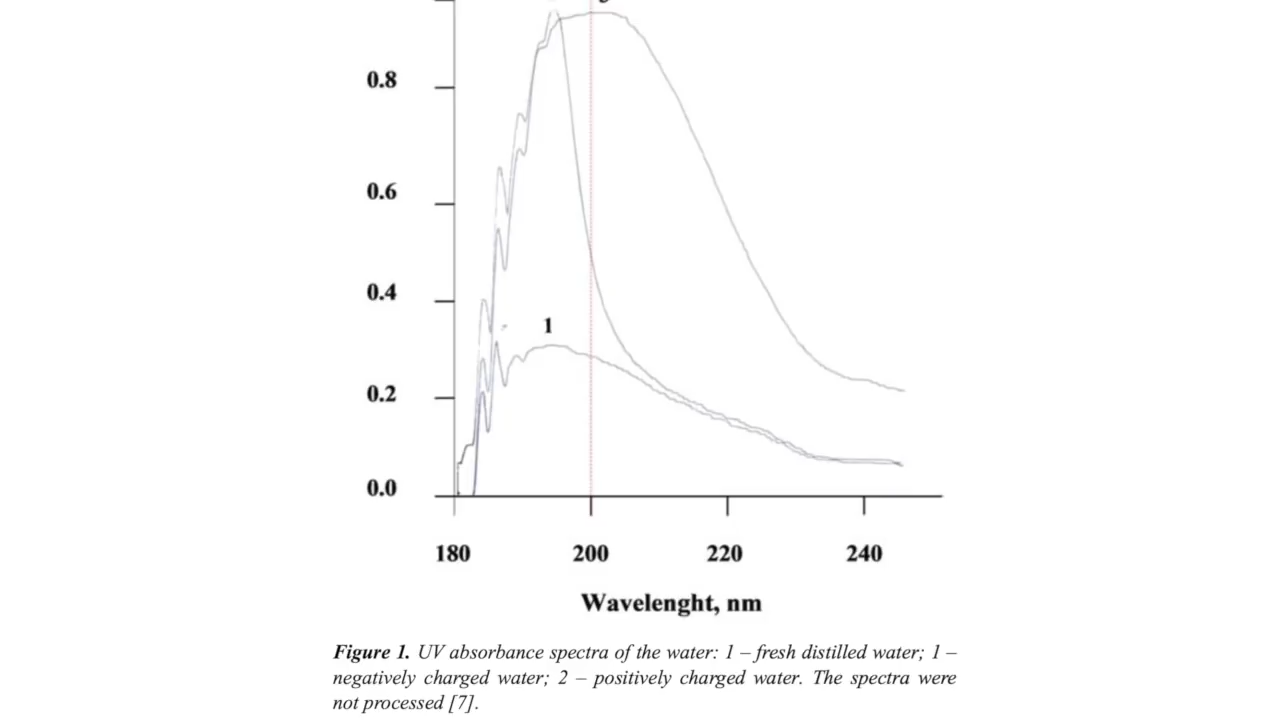 0.8
0.6
0.4
1
0.2
0.0
180 200 220 240
Wavelenght, nm
Figure 1. UV absorbance spectra of the water: 1 – fresh distilled water; 1 –
negatively charged water; 2 – positively charged water. The spectra were
not processed [7].